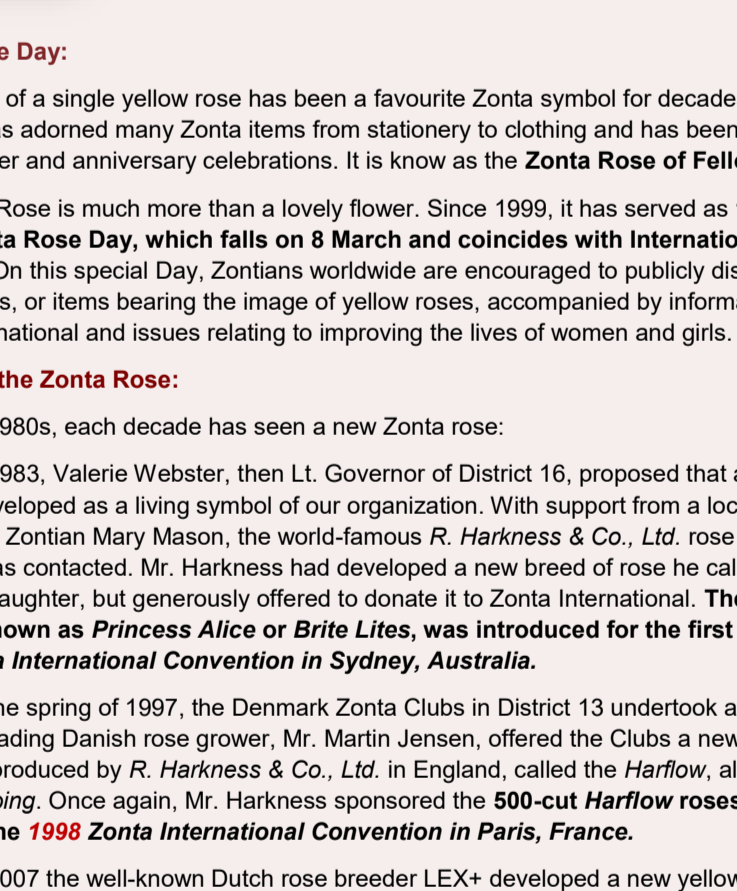 e Day:
of a single yellow rose has been a favourite Zonta symbol for decade
s adorned many Zonta items from stationery to clothing and has been
er and anniversary celebrations. It is know as the Zonta Rose of Fell
Rose is much more than a lovely flower. Since 1999, it has served as
ta Rose Day, which falls on 8 March and coincides with Internatio
On this special Day, Zontians worldwide are encouraged to publicly dis
s, or items bearing the image of yellow roses, accompanied by inform
national and issues relating to improving the lives of women and girls.
the Zonta Rose:
980s, each decade has seen a new Zonta rose:
983, Valerie Webster, then Lt. Governor of District 16, proposed that a
veloped as a living symbol of our organization. With support from a loc
Zontian Mary Mason, the world-famous R. Harkness & Co., Ltd. rose
as contacted. Mr. Harkness had developed a new breed of rose he cal
aughter, but generously offered to donate it to Zonta International. The
nown as Princess Alice or Brite Lites, was introduced for the first
a International Convention in Sydney, Australia.
he spring of 1997, the Denmark Zonta Clubs in District 13 undertook a
ading Danish rose grower, Mr. Martin Jensen, offered the Clubs a new
produced by R. Harkness & Co., Ltd. in England, called the Harflow, al
ping. Once again, Mr. Harkness sponsored the 500-cut Harflow roses
he 1998 Zonta International Convention in Paris, France.
007 the well-known Dutch rose breeder LEX+ developed a new yellow